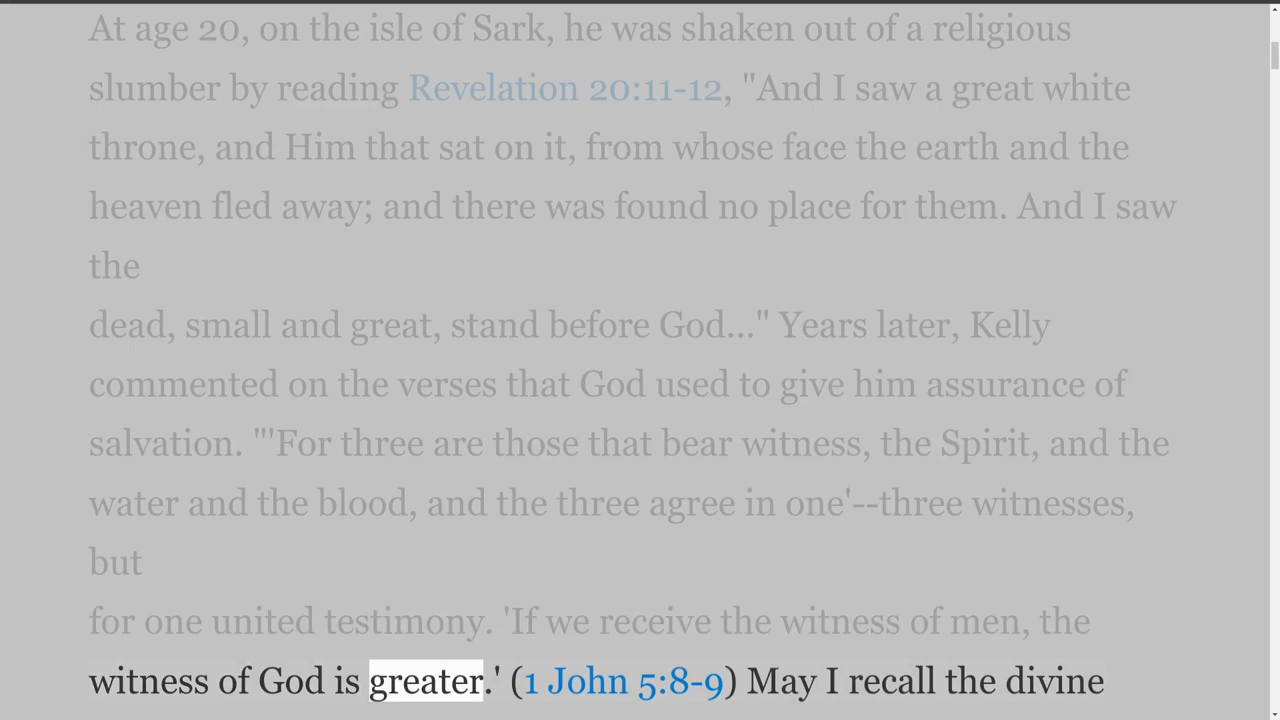 At age 20, on the isle of Sark, he was shaken out of a religious
slumber by reading Revelation 20:11-12, "And I saw a great white
throne, and Him that sat on it, from whose face the earth and the
heaven fled away; and there was found no place for them. And I saw
the
dead, small and great, stand before God..." Years later, Kelly
commented on the verses that God used to give him assurance of
salvation. "'For three are those that bear witness, the Spirit, and the
water and the blood, and the three agree in one'--three witnesses,
but
for one united testimony. 'If we receive the witness of men, the
witness of God is greater.' (1 John 5:8-9) May I recall the divine